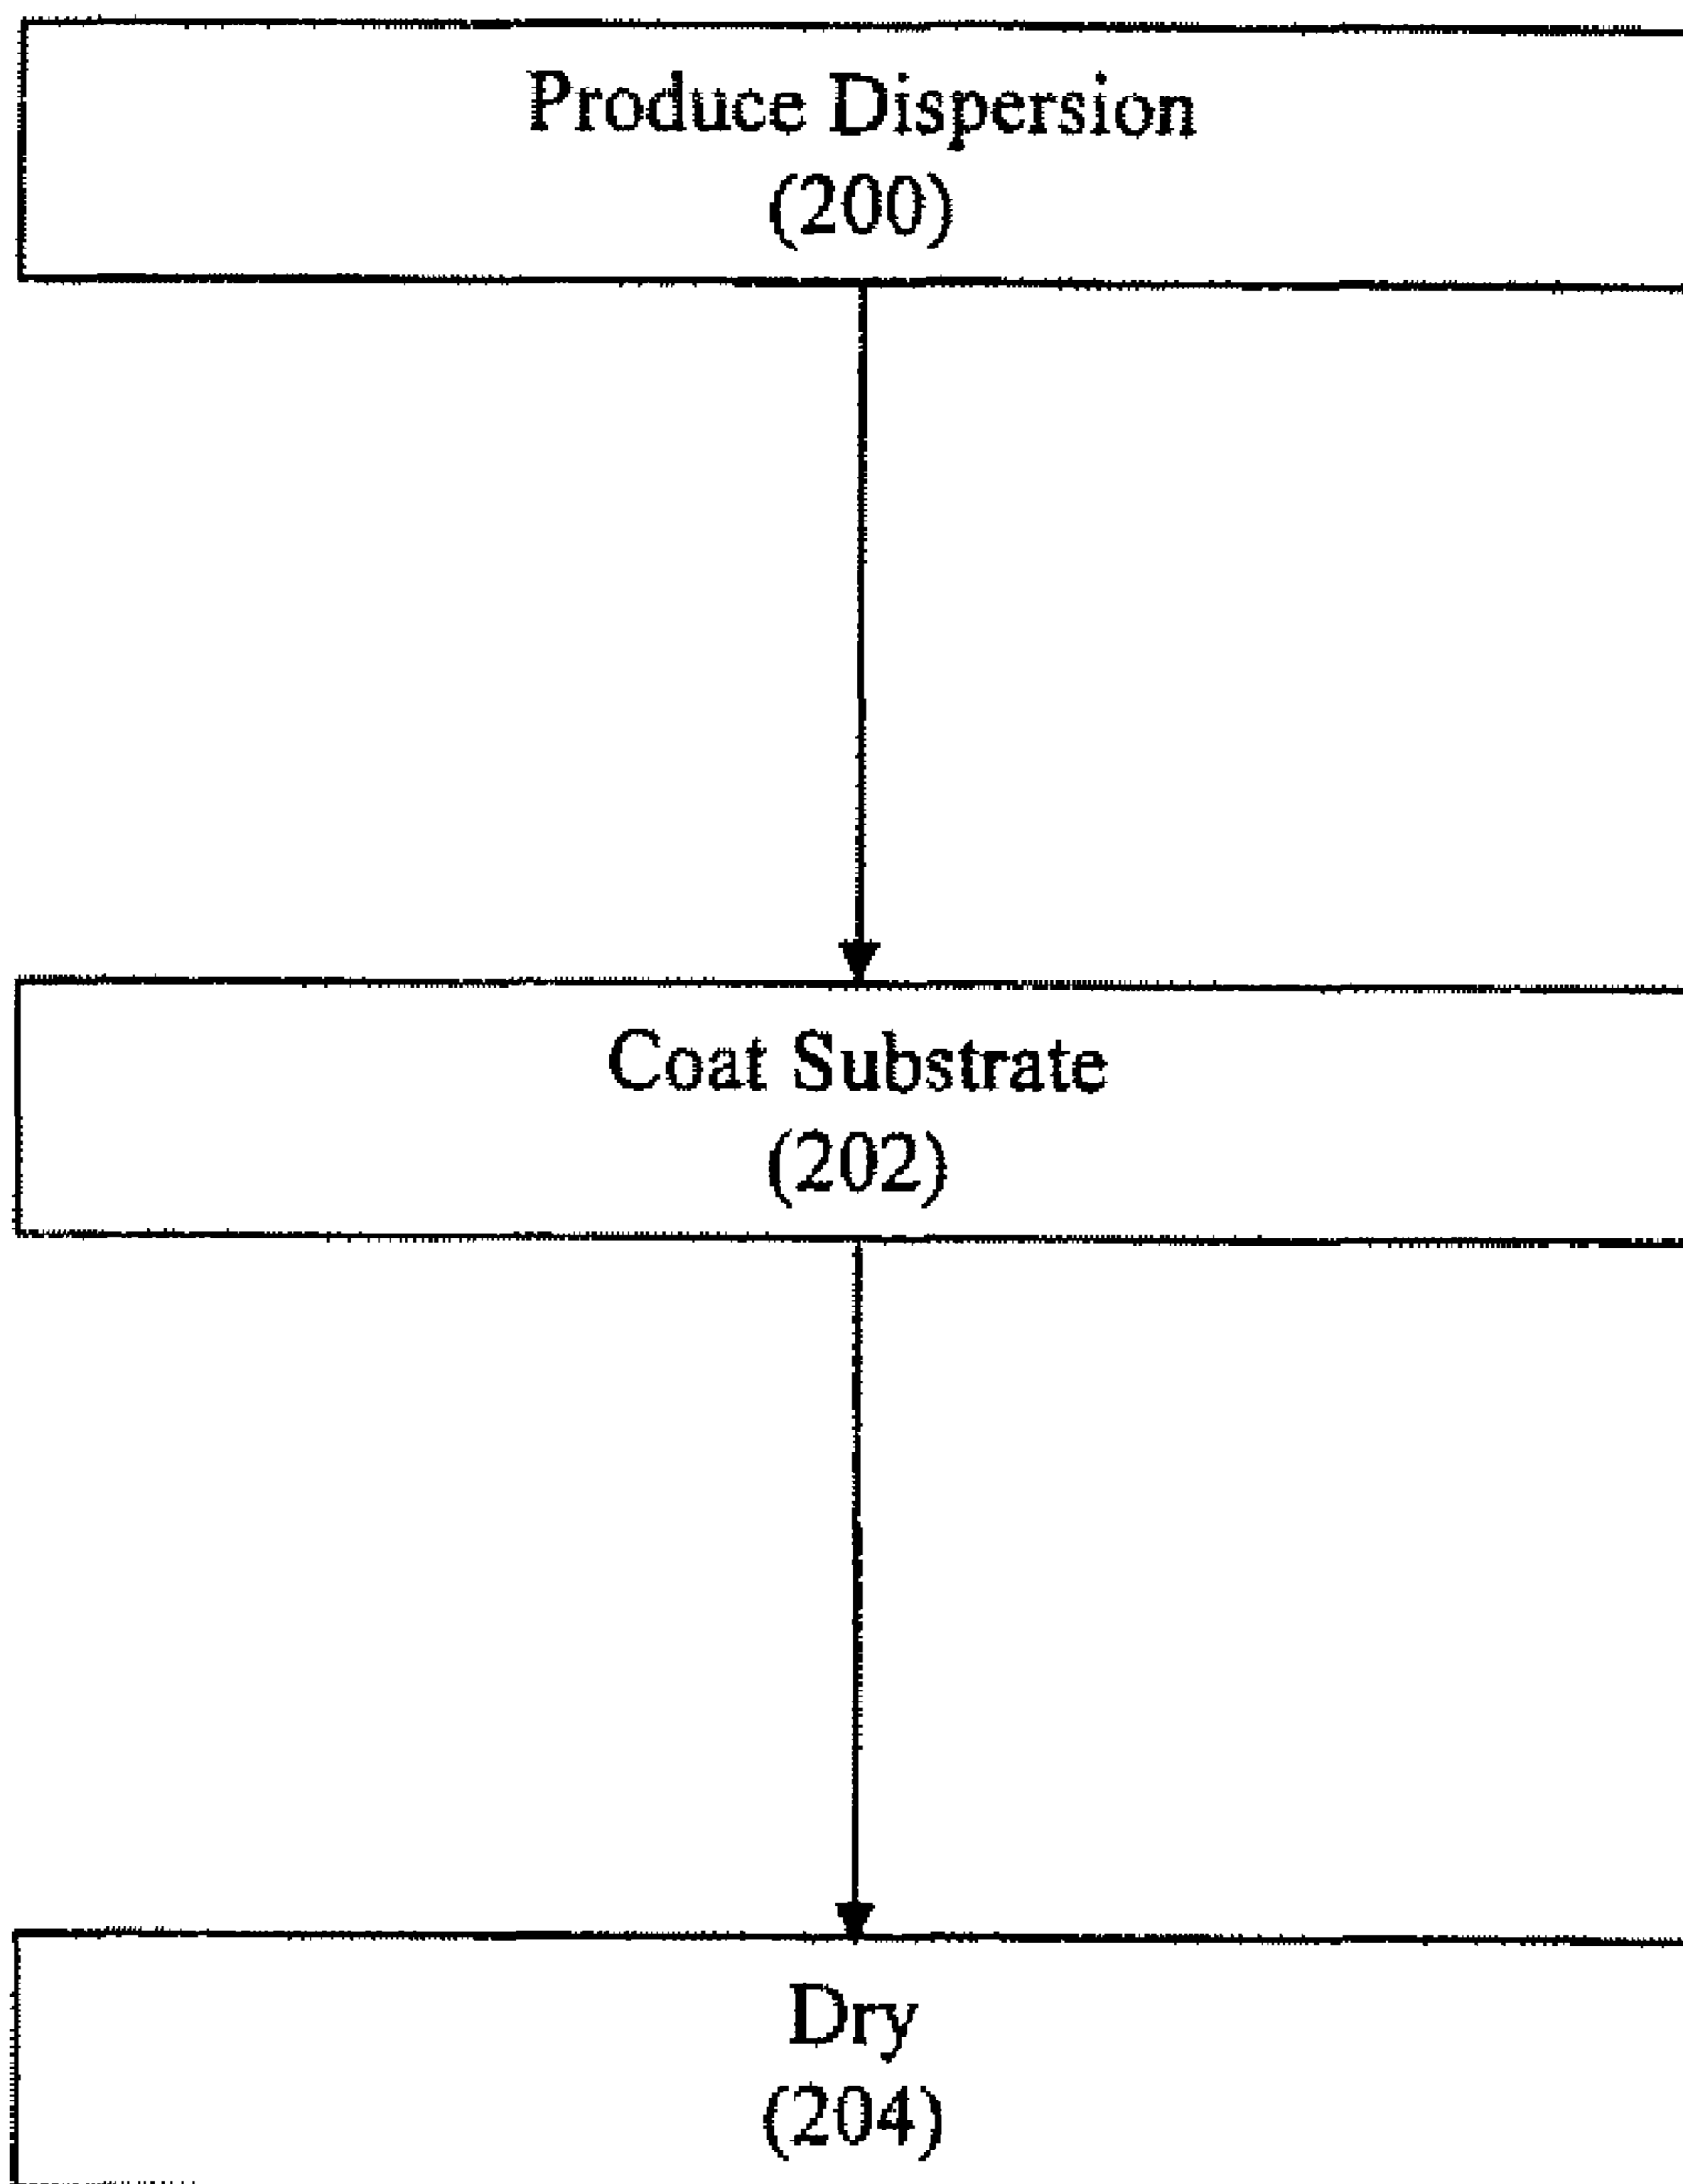 Produce Dispersion
(200)
Coat Substrate
(202)
Dry
(204)